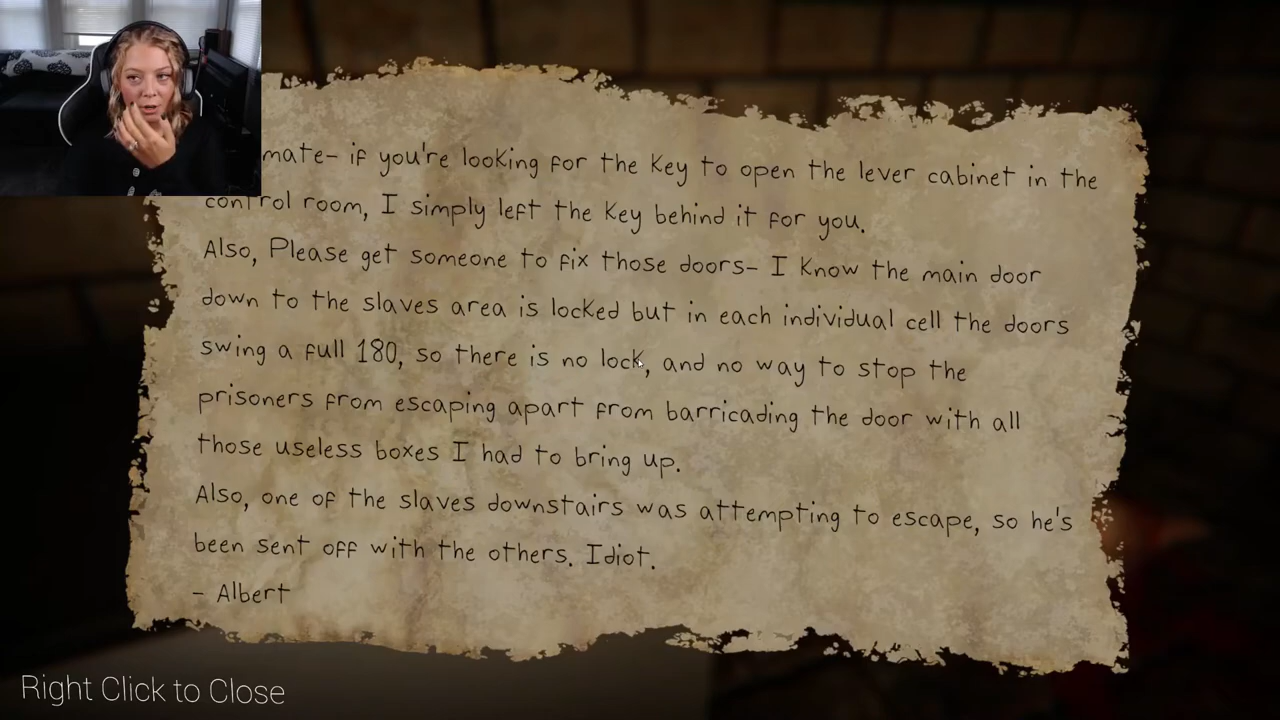 mate- if you're looking for the key to open the lever cabinet in the
control room, I simply left the key behind it for you.
Also, Please get someone to fix those doors- I know the main door
down to the slaves area is locked but in each individual cell the doors
swing a full 180, so there is no lock, and no way to stop the
prisoners from escaping apart from barricading the door with all
those useless boxes I had to bring up.
Also, one of the slaves downstairs was attempting to escape, so he's
been sent off with the others. Idiot.
- Albert
Right Click to Close